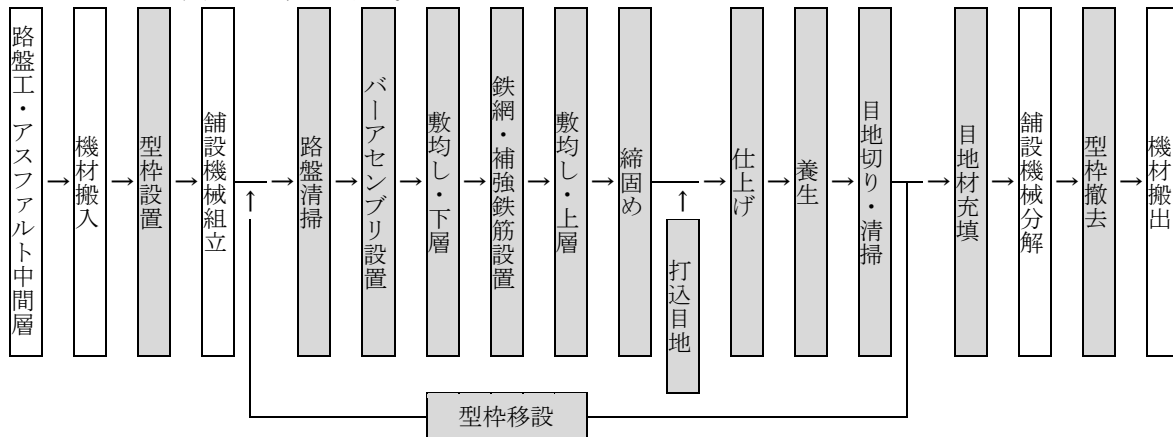 路盤工・アスファルト中間層
機材搬入
型枠設置
舗設機械組立
路盤清掃
バーアセンブリ設置
敷均し・下層
鉄網・補強鉄筋設置
敷均し・上層
締固め
打込目地
仕上げ
養生
目地切り・清掃
目地材充填
舗設機械分解
型枠撤去
機材搬出
型枠移設